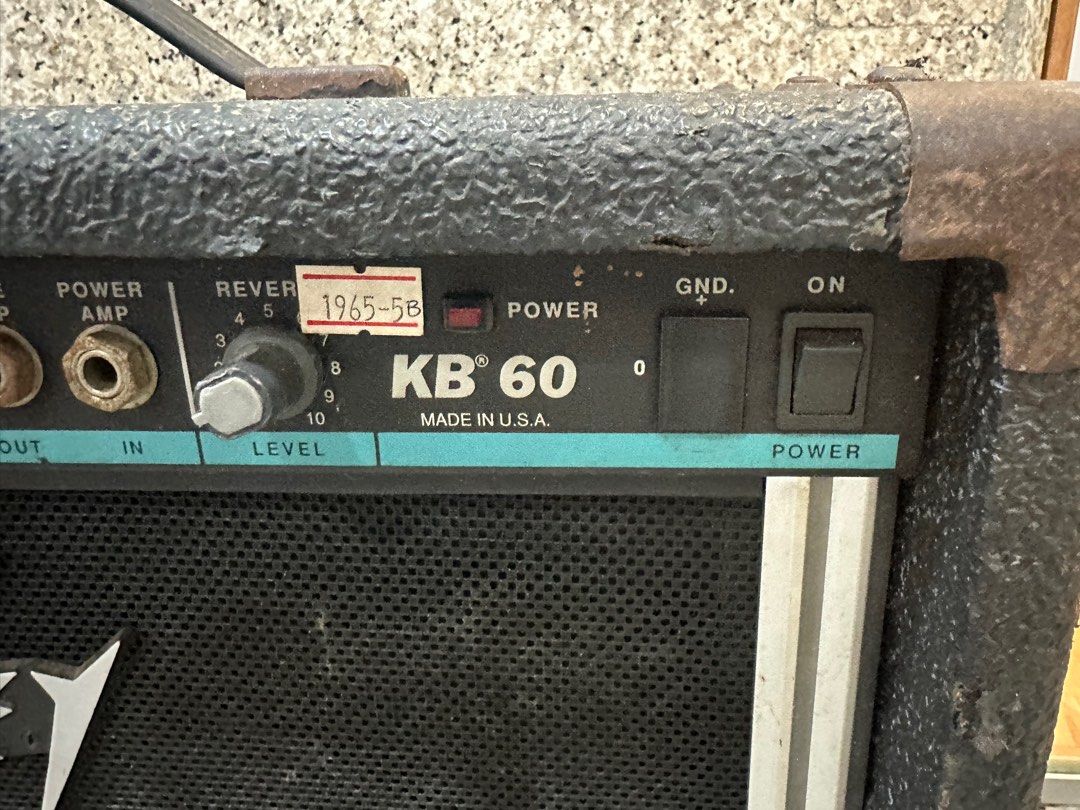 POWER
AMP
REVER
1965-5B
3
4
5
7
8
9
10
POWER
KB® 60
MADE IN U.S.A.
GND.
+
0
ON
OUT
IN
LEVEL
POWER